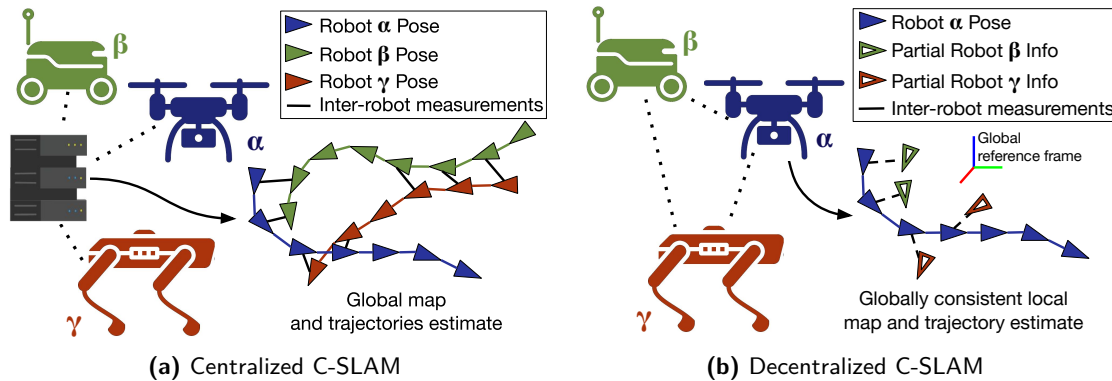 β
α
γ
Robot α Pose
Robot β Pose
Robot γ Pose
Inter-robot measurements
Global map
and trajectories estimate
(a) Centralized C-SLAM
β
α
γ
Robot α Pose
Partial Robot β Info
Partial Robot γ Info
Inter-robot measurements
Global
reference frame
Globally consistent local
map and trajectory estimate
(b) Decentralized C-SLAM